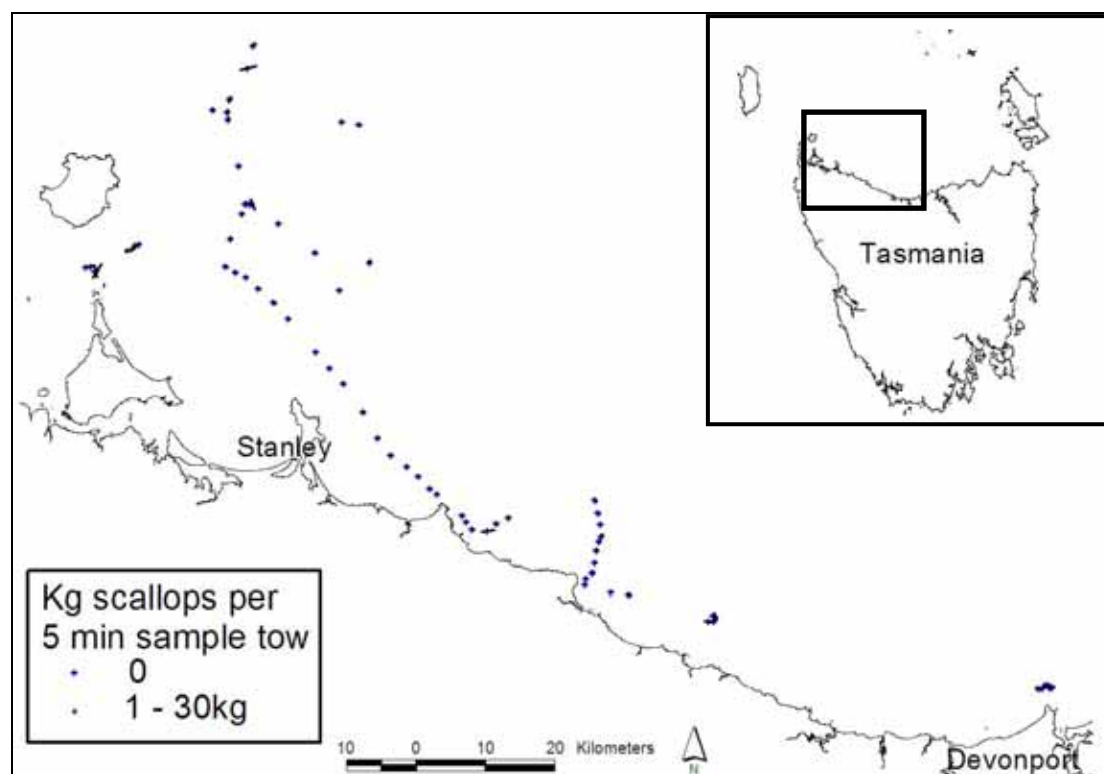 Tasmania
Stanley
Kg scallops per
5 min sample tow
0
1 - 30kg
10 0 10 20 Kilometers
N
Devonport